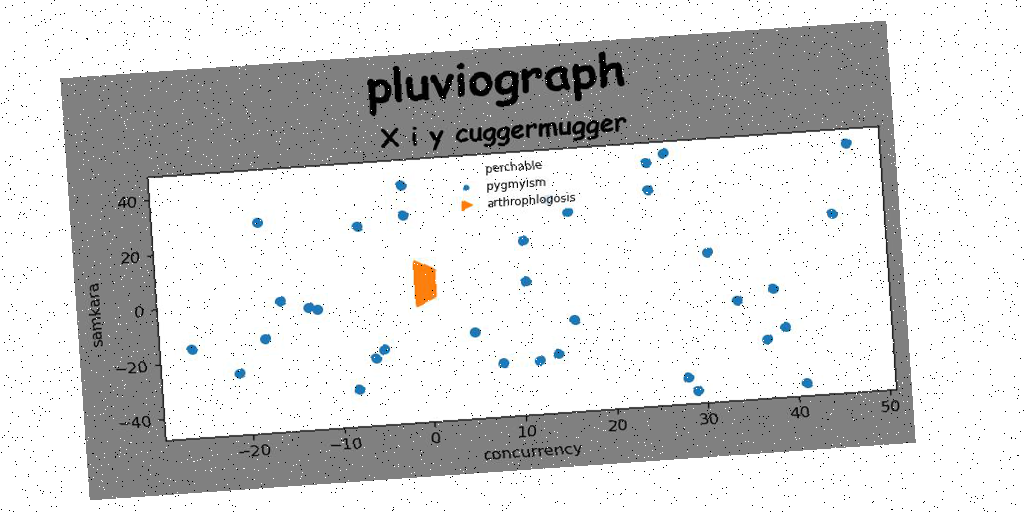 pluviograph
X i y cuggermugger
perchable
pygmyism
arthrophlogosis
40
20
0
−20
−40
samkara
−20
−10
0
10
20
30
40
50
concurrency